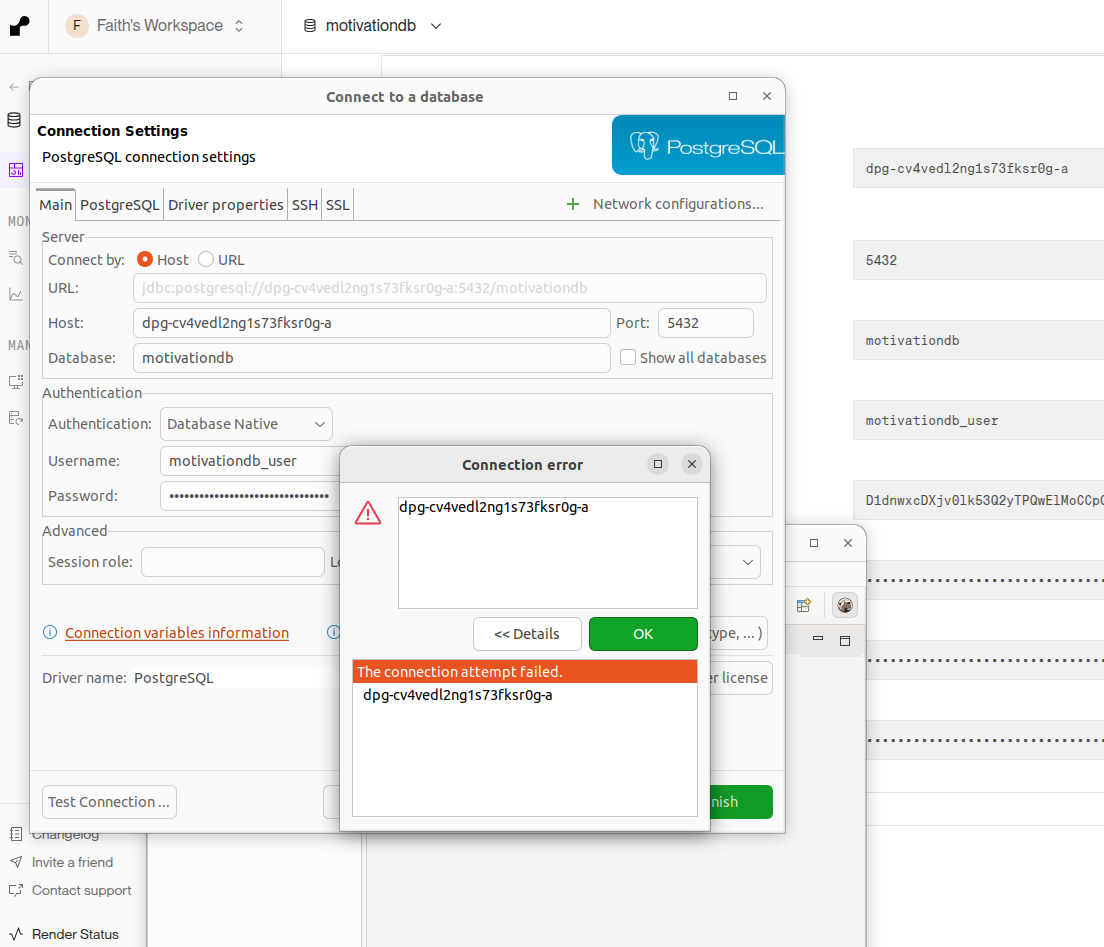 F Faith's Workspace
motivationdb
Connect to a database
Connection Settings
PostgreSQL connection settings
PostgreSQL
Main
PostgreSQL
Driver properties
SSH
SSL
Network configurations...
Server
Connect by: Host URL
URL: jdbc:postgresql://dpg-cv4vedl2ng1s73fksr0g-a:5432/motivationdb
Host: dpg-cv4vedl2ng1s73fksr0g-a Port: 5432
Database: motivationdb Show all databases
Authentication
Authentication: Database Native
Username: motivationdb_user
Password: ••••••••••••••••••••••••••••••••
Advanced
Session role:
Connection variables information
type, ... )
Driver name: PostgreSQL
er license
Test Connection ...
nish
Connection error
dpg-cv4vedl2ng1s73fksr0g-a
<< Details
OK
The connection attempt failed.
dpg-cv4vedl2ng1s73fksr0g-a
MON
MAN
dpg-cv4vedl2ng1s73fksr0g-a
5432
motivationdb
motivationdb_user
Changelog
Invite a friend
Contact support
Render Status